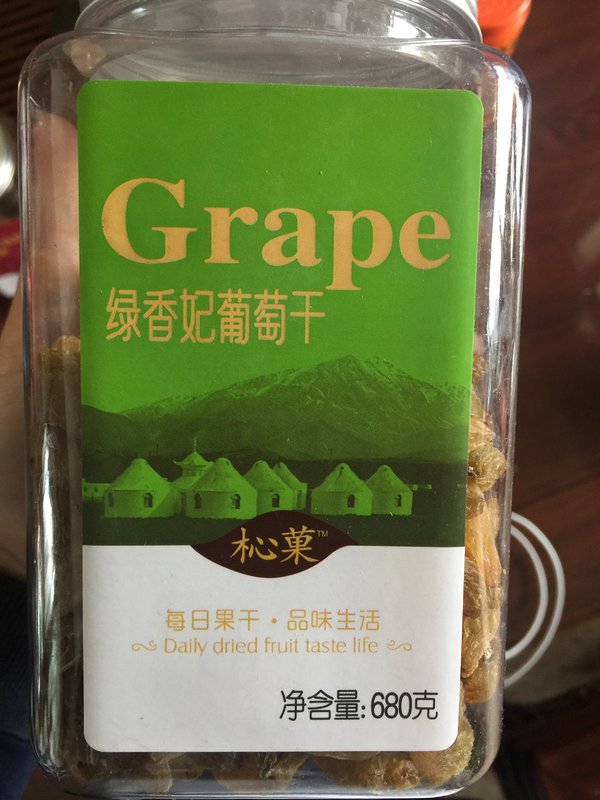 Grape
绿香妃葡萄干
杺菓™
每日果干·品味生活
Daily dried fruit taste life
净含量:680克